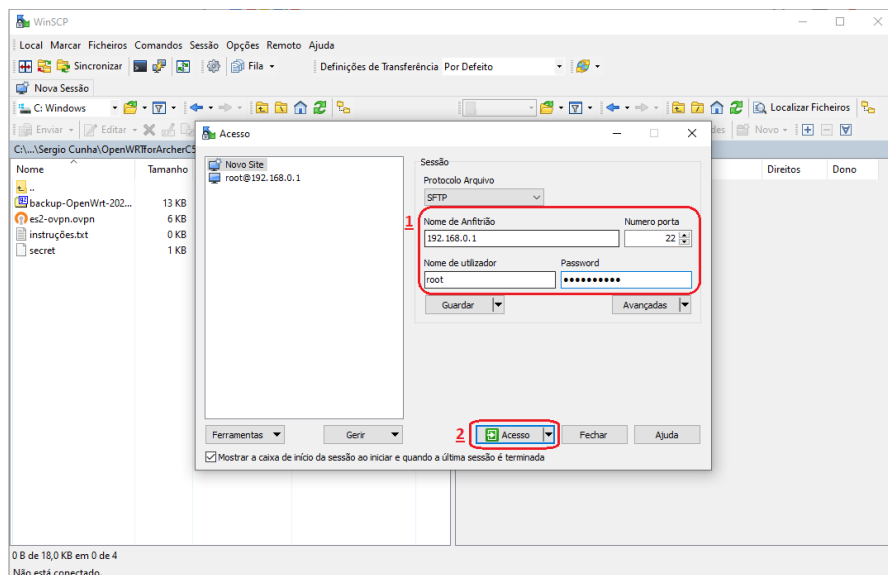 WinSCP
Local Marcar Ficheiros Comandos Sessão Opções Remoto Ajuda
Sincronizar Fila Definições de Transferência Por Defeito
Nova Sessão
C: Windows Localizar Ficheiros
Enviar Editar Novo
C:\...\Sergio Cunha\OpenWRTforArcherC5
Nome Tamanho Direitos Dono
..
backup-OpenWrt-202... 13 KB
es2-ovpn.ovpn 6 KB
instruções.txt 0 KB
secret 1 KB
Acesso
Novo Site
root@192.168.0.1
Sessão
Protocolo Arquivo
SFTP
1
Nome de Anfitrião Numero porta
192.168.0.1 22
Nome de utilizador Password
root ••••••••••
Guardar Avançadas
Ferramentas Gerir 2 Acesso Fechar Ajuda
Mostrar a caixa de início da sessão ao iniciar e quando a última sessão é terminada
0 B de 18,0 KB em 0 de 4
Não está conectado.